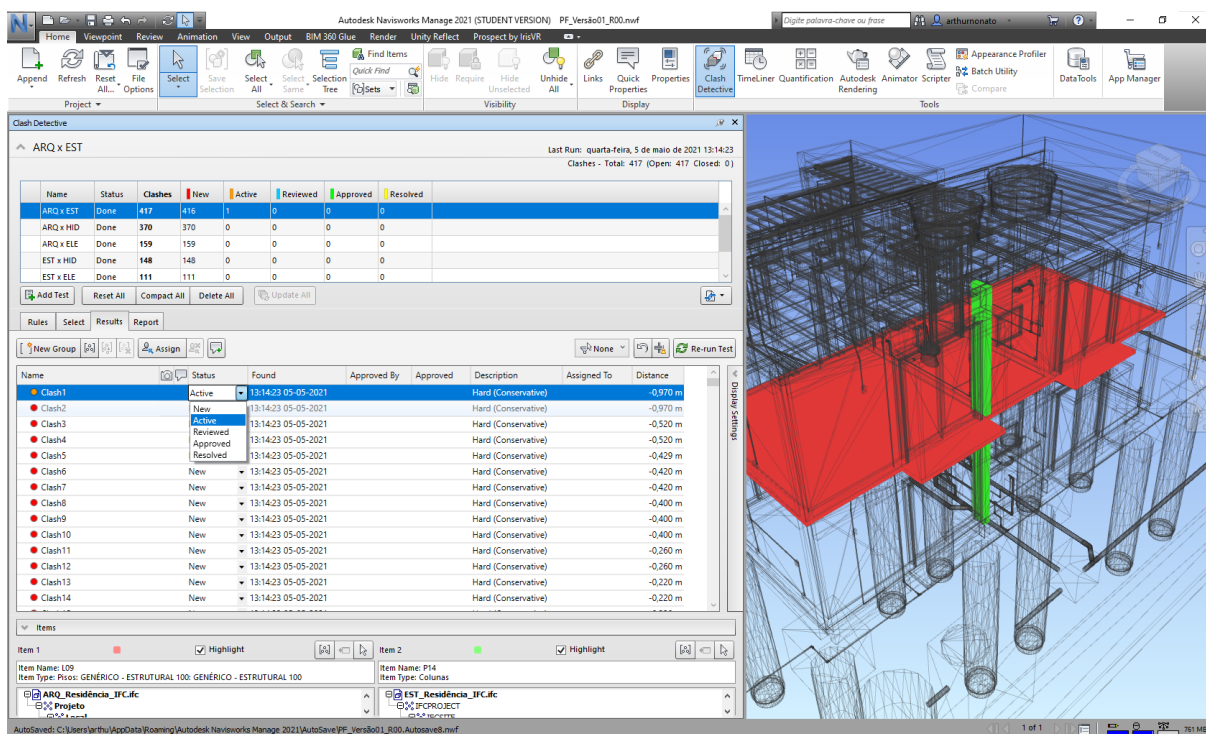 Autodesk Navisworks Manage 2021 (STUDENT VERSION) PF_Versão01_R00.nwf
Digite palavra-chave ou frase
arthurnonato
Home Viewpoint Review Animation View Output BIM 360 Glue Render Unity Reflect Prospect by IrisVR
Append Refresh Reset All... File Options
Select Save Selection Select All Select Same Selection Tree
Find Items
Quick Find
Sets
Hide Require Hide Unselected Unhide All
Links Quick Properties Properties
Clash Detective TimeLiner Quantification Autodesk Rendering Animator Scripter
Appearance Profiler
Batch Utility
Compare
DataTools App Manager
Project Select & Search Visibility Display Tools
Clash Detective
ARQ x EST
Last Run: quarta-feira, 5 de maio de 2021 13:14:23
Clashes - Total: 417 (Open: 417 Closed: 0)
Name Status Clashes New Active Reviewed Approved Resolved
ARQ x EST Done 417 416 1 0 0 0
ARQ x HID Done 370 370 0 0 0 0
ARQ x ELE Done 159 159 0 0 0 0
EST x HID Done 148 148 0 0 0 0
EST x ELE Done 111 111 0 0 0 0
Add Test Reset All Compact All Delete All Update All
Rules Select Results Report
New Group Assign None Re-run Test
Name Status Found Approved By Approved Description Assigned To Distance
Clash1 Active 13:14:23 05-05-2021 Hard (Conservative) -0,970 m
Clash2 13:14:23 05-05-2021 Hard (Conservative) -0,970 m
Clash3 13:14:23 05-05-2021 Hard (Conservative) -0,520 m
Clash4 13:14:23 05-05-2021 Hard (Conservative) -0,520 m
Clash5 13:14:23 05-05-2021 Hard (Conservative) -0,429 m
Clash6 New 13:14:23 05-05-2021 Hard (Conservative) -0,420 m
Clash7 New 13:14:23 05-05-2021 Hard (Conservative) -0,420 m
Clash8 New 13:14:23 05-05-2021 Hard (Conservative) -0,400 m
Clash9 New 13:14:23 05-05-2021 Hard (Conservative) -0,400 m
Clash10 New 13:14:23 05-05-2021 Hard (Conservative) -0,400 m
Clash11 New 13:14:23 05-05-2021 Hard (Conservative) -0,260 m
Clash12 New 13:14:23 05-05-2021 Hard (Conservative) -0,260 m
Clash13 New 13:14:23 05-05-2021 Hard (Conservative) -0,220 m
Clash14 New 13:14:23 05-05-2021 Hard (Conservative) -0,220 m
New
Active
Reviewed
Approved
Resolved
Display Settings
Items
Item 1 Highlight
Item Name: L09
Item Type: Pisos: GENÉRICO - ESTRUTURAL 100: GENÉRICO - ESTRUTURAL 100
ARQ_Residência_IFC.ifc
Projeto
Item 2 Highlight
Item Name: P14
Item Type: Colunas
EST_Residência_IFC.ifc
IFCPROJECT
AutoSaved: C:\Users\arthu\AppData\Roaming\Autodesk Navisworks Manage 2021\AutoSave\PF_Versão01_R00.Autosave8.nwf
1 of 1
761 MB